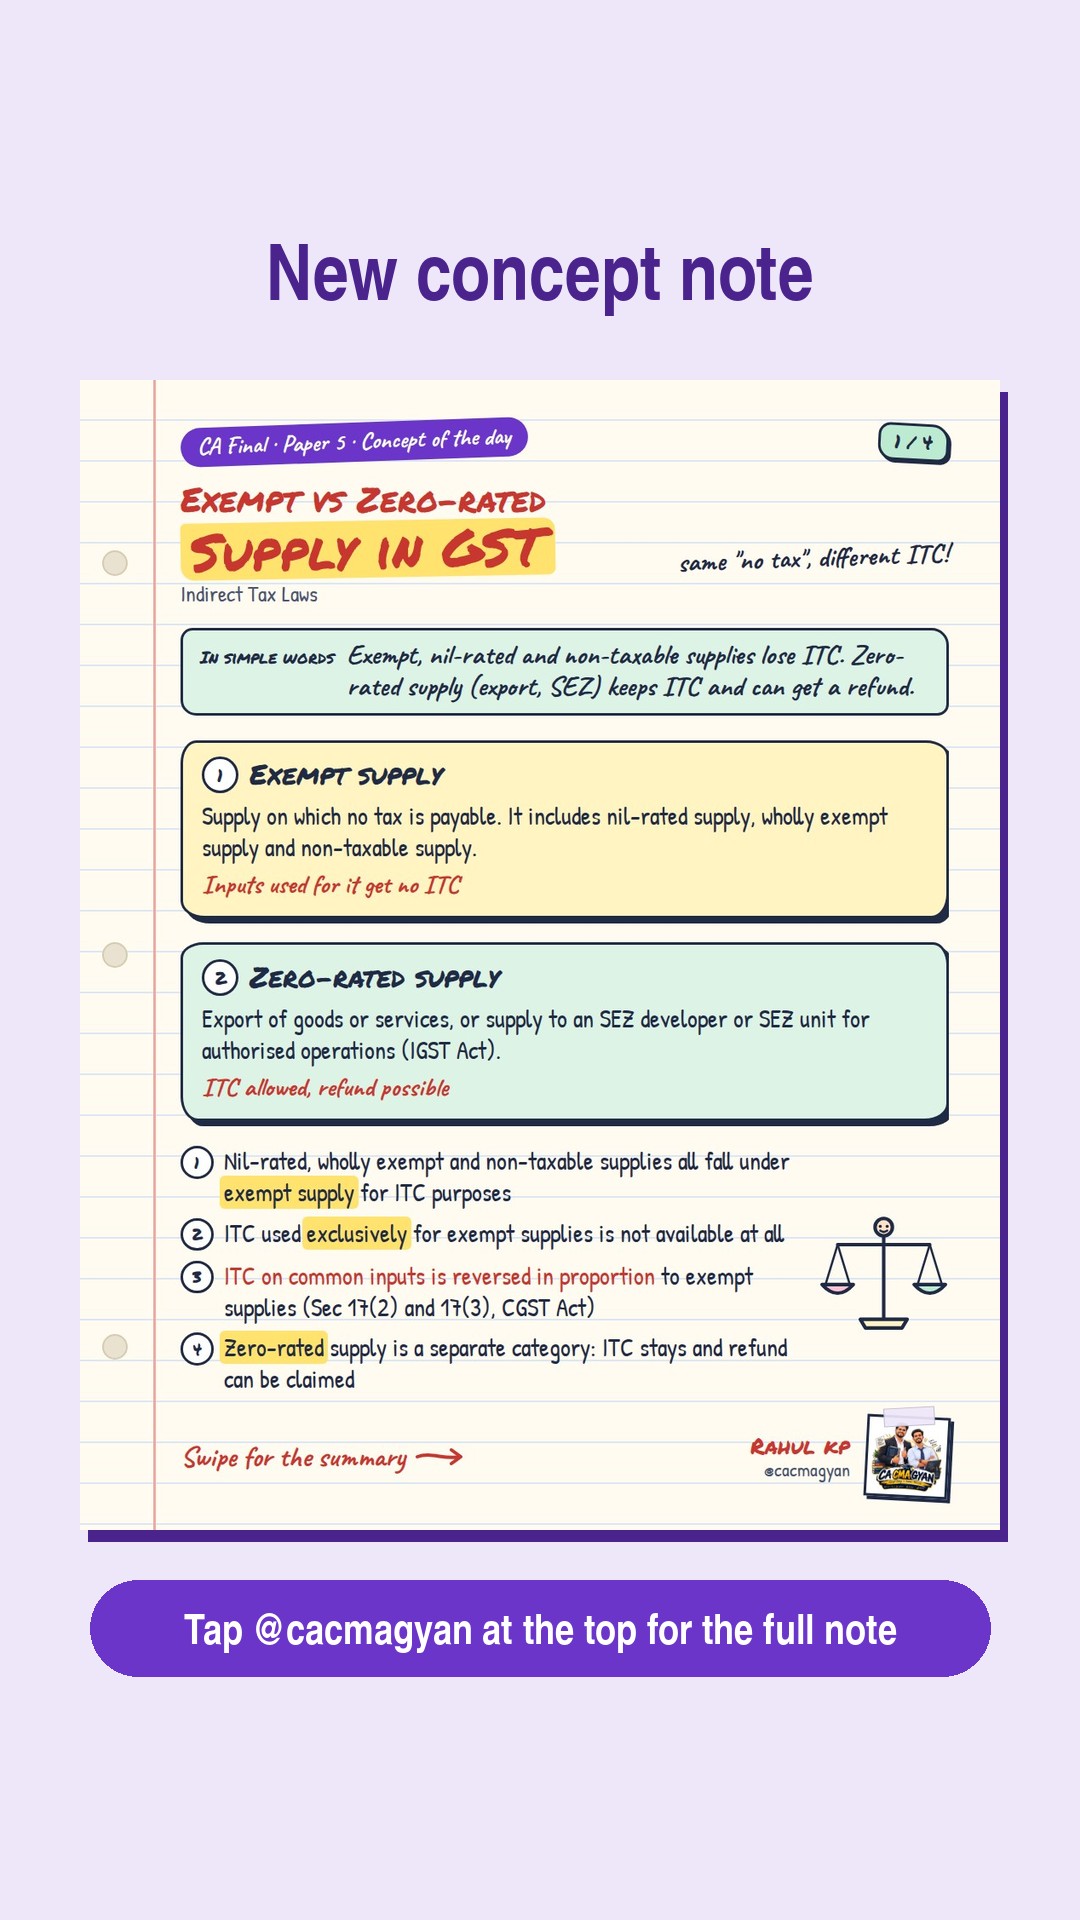 New concept note
CA Final · Paper 5 · Concept of the day
1/4
Exempt vs Zero-rated
Supply in GST
same "no tax", different ITC!
Indirect Tax Laws
In simple words Exempt, nil-rated and non-taxable supplies lose ITC. Zero-
rated supply (export, SEZ) keeps ITC and can get a refund.
1 Exempt supply
Supply on which no tax is payable. It includes nil-rated supply, wholly exempt
supply and non-taxable supply.
Inputs used for it get no ITC
2 Zero-rated supply
Export of goods or services, or supply to an SEZ developer or SEZ unit for
authorised operations (IGST Act).
ITC allowed, refund possible
1 Nil-rated, wholly exempt and non-taxable supplies all fall under
exempt supply for ITC purposes
2 ITC used exclusively for exempt supplies is not available at all
3 ITC on common inputs is reversed in proportion to exempt
supplies (Sec 17(2) and 17(3), CGST Act)
4 Zero-rated supply is a separate category: ITC stays and refund
can be claimed
Swipe for the summary
Rahul KP
@cacmagyan
CA CMA GYAN
Tap @cacmagyan at the top for the full note